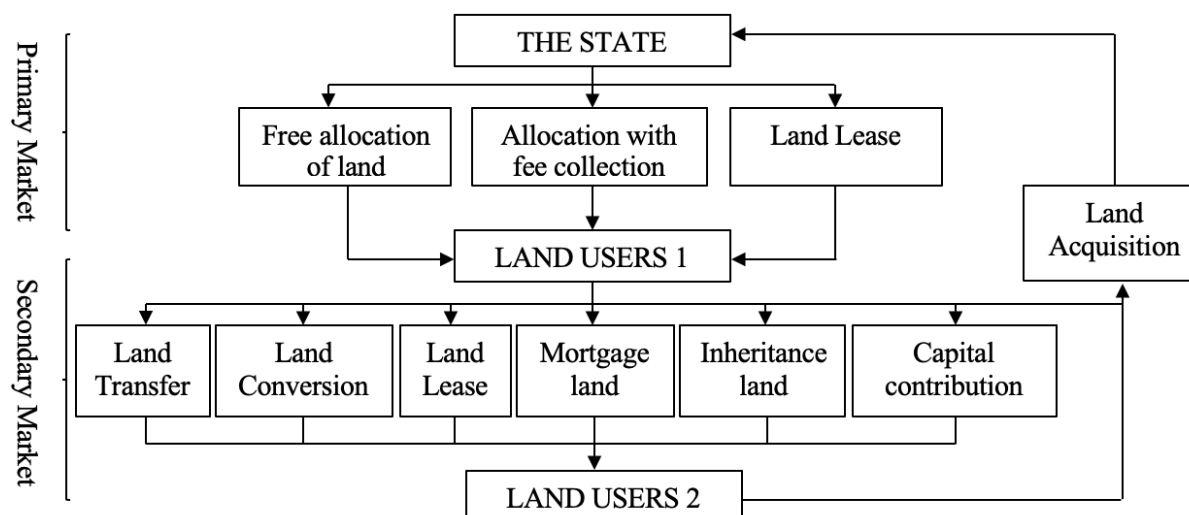 Primary Market
THE STATE
Free allocation
of land
Allocation with
fee collection
Land Lease
Land
Acquisition
LAND USERS 1
Secondary Market
Land
Transfer
Land
Conversion
Land
Lease
Mortgage
land
Inheritance
land
Capital
contribution
LAND USERS 2